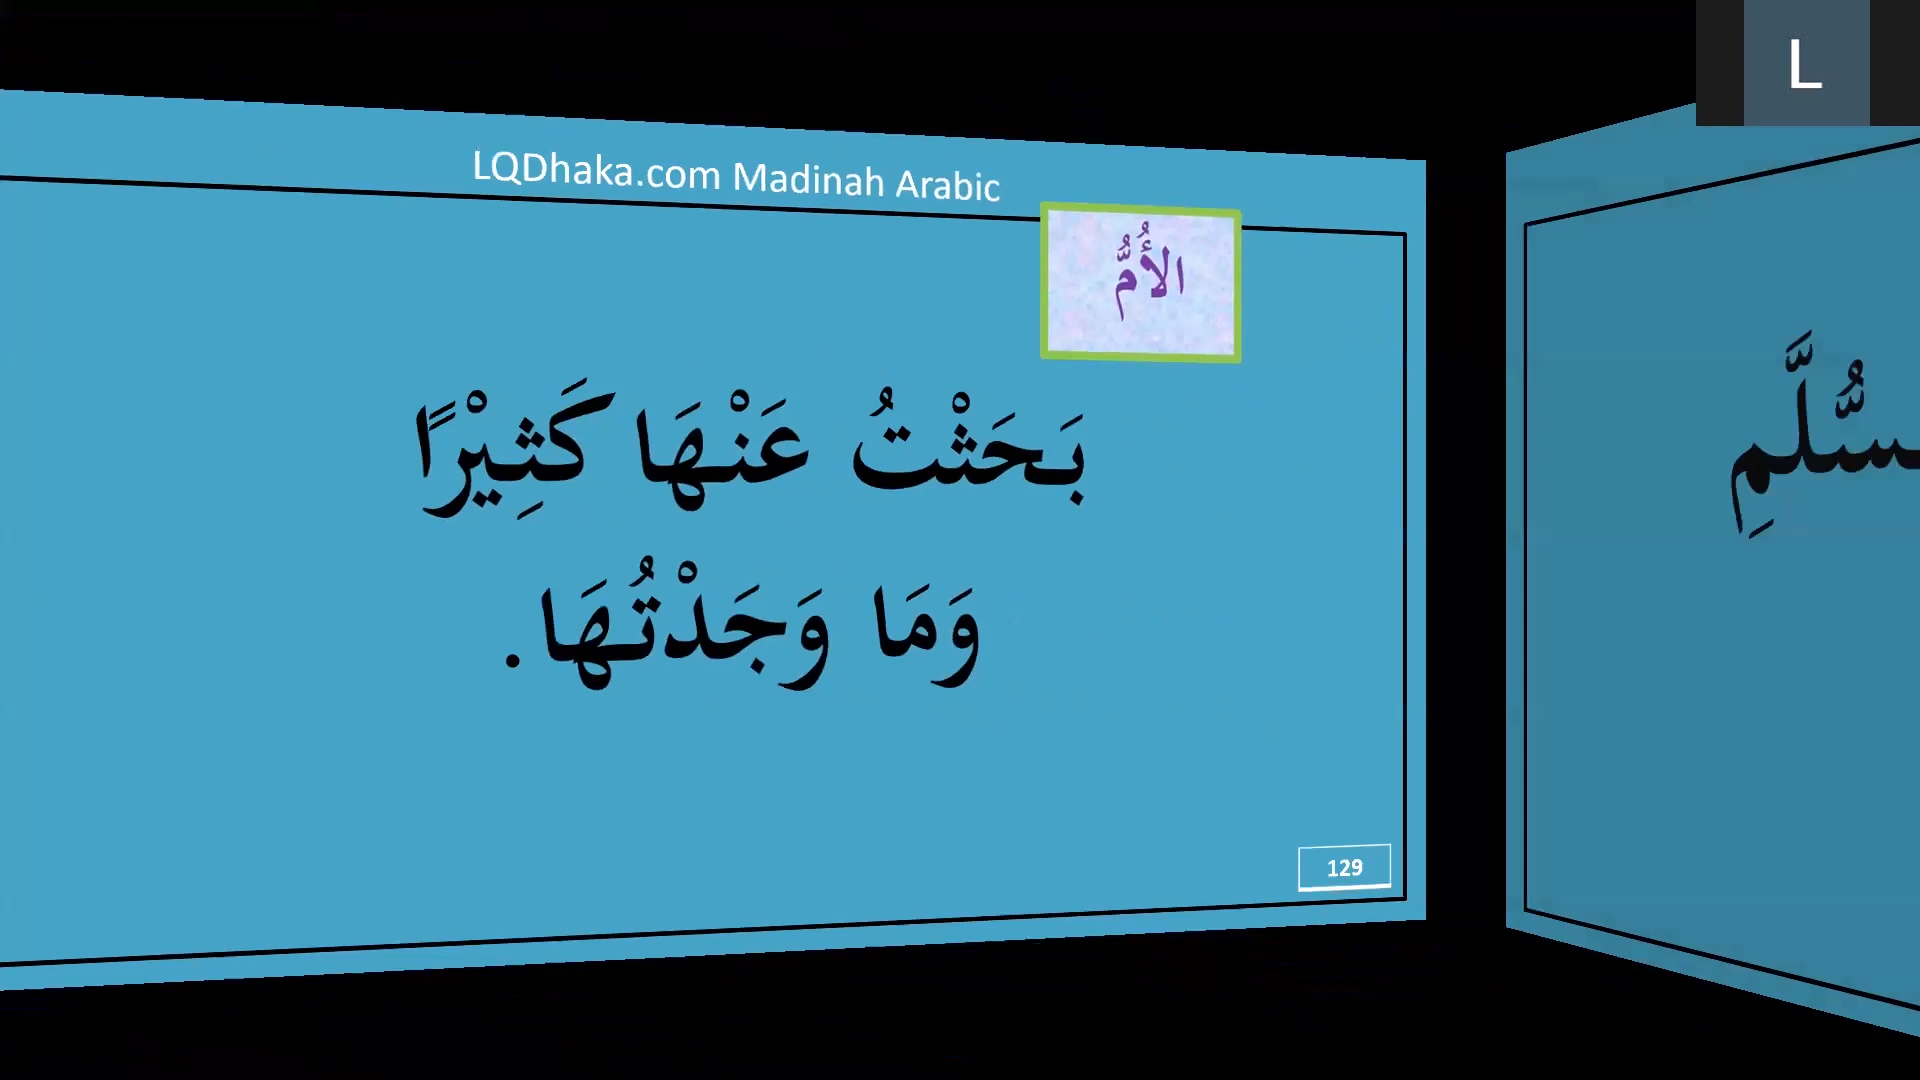 L
LQDhaka.com Madinah Arabic
الأُمُّ
بَحَثْتُ عَنْهَا كَثِيْرًا
وَمَا وَجَدْتُهَا .
129